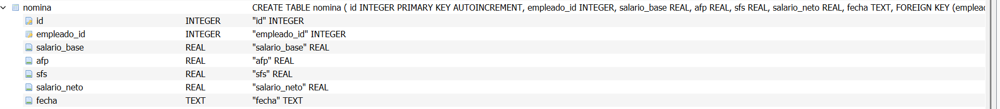 nomina CREATE TABLE nomina ( id INTEGER PRIMARY KEY AUTOINCREMENT, empleado_id INTEGER, salario_base REAL, afp REAL, sfs REAL, salario_neto REAL, fecha TEXT, FOREIGN KEY (emplead
id INTEGER "id" INTEGER
empleado_id INTEGER "empleado_id" INTEGER
salario_base REAL "salario_base" REAL
afp REAL "afp" REAL
sfs REAL "sfs" REAL
salario_neto REAL "salario_neto" REAL
fecha TEXT "fecha" TEXT